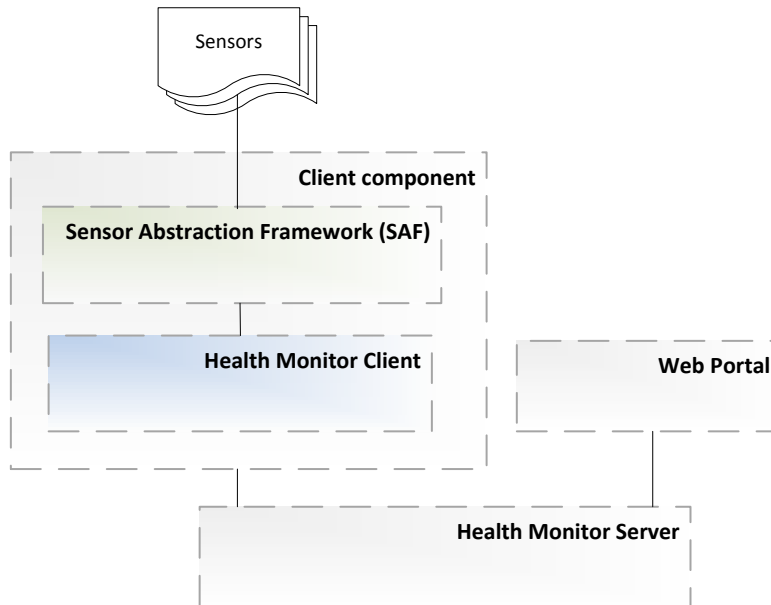 Sensors
Client component
Sensor Abstraction Framework (SAF)
Health Monitor Client
Web Portal
Health Monitor Server